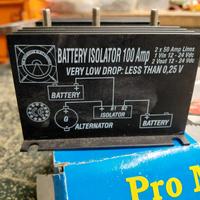 BATTERY ISOLATOR 100 Amp
2 x 50 Amp Lines
1 Vin 12 - 24 Vdc
2 Vout 12 - 24 Vdc
VERY LOW DROP: LESS THAN 0,25 V
BATTERY
G
ALTERNATOR
BATTERY
Pro